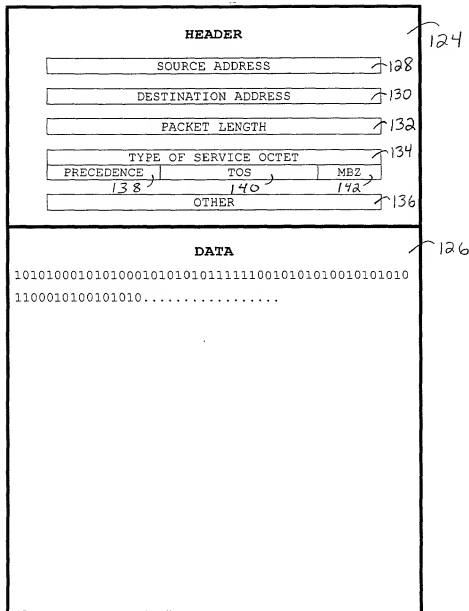 HEADER 124
SOURCE ADDRESS 128
DESTINATION ADDRESS 130
PACKET LENGTH 132
TYPE OF SERVICE OCTET 134
PRECEDENCE TOS MBZ
138 140 142
OTHER 136
DATA 126
1010100010101000101010101111110010101010010101010
1100010100101010.................